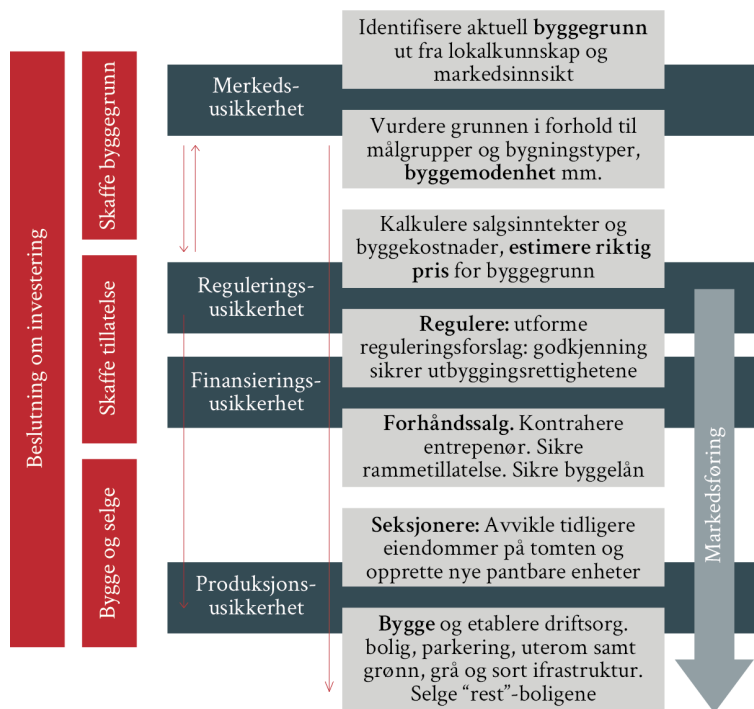 Beslutning om investering
Skaffe byggegrunn
Skaffe tillatelse
Bygge og selge
Merkeds-
usikkerhet
Regulerings-
usikkerhet
Finansierings-
usikkerhet
Produksjons-
usikkerhet
Identifisere aktuell byggegrunn
ut fra lokalkunnskap og
markedsinnsikt
Vurdere grunnen i forhold til
målgrupper og bygningstyper,
byggemodenhet mm.
Kalkulere salgsinntekter og
byggekostnader, estimere riktig
pris for byggegrunn
Regulere: utforme
reguleringsforslag: godkjenning
sikrer utbyggingsrettighetene
Forhåndssalg. Kontrahere
entrepenør. Sikre
rammetillatelse. Sikre byggelån
Seksjonere: Avvikle tidligere
eiendommer på tomten og
opprette nye pantbare enheter
Bygge og etablere driftsorg.
bolig, parkering, uterom samt
grønn, grå og sort ifrastruktur.
Selge “rest”-boligene
Markedsføring